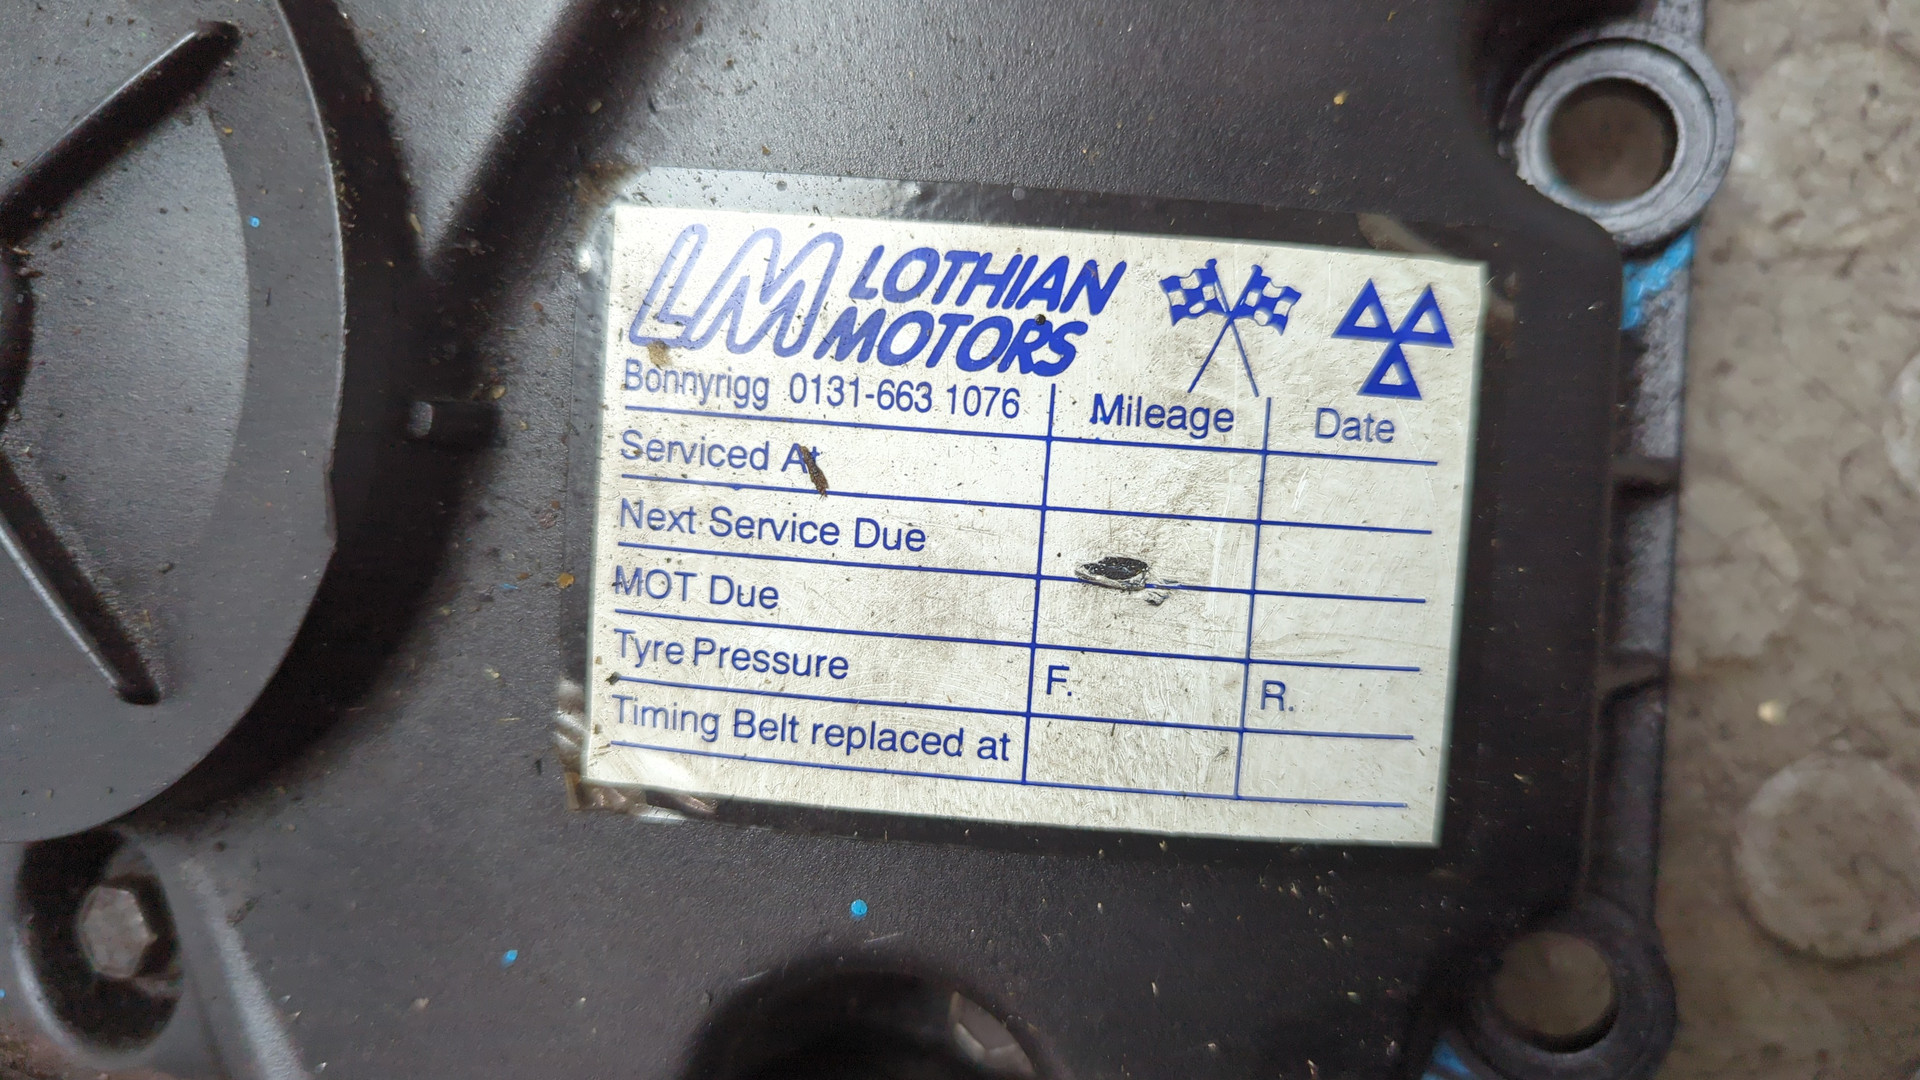 LM LOTHIAN
MOTORS
Bonnyrigg 0131-663 1076 Mileage Date
Serviced At
Next Service Due
MOT Due
Tyre Pressure F. R.
Timing Belt replaced at